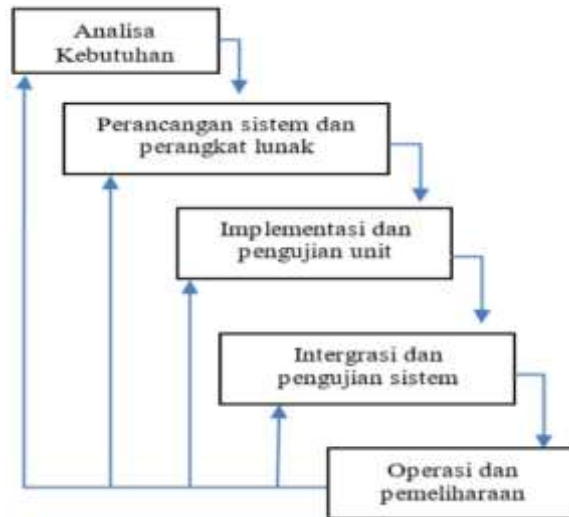 Analisa
Kebutuhan
Perancangan sistem dan
perangkat lunak
Implementasi dan
pengujian unit
Intergrasi dan
pengujian sistem
Operasi dan
pemeliharaan